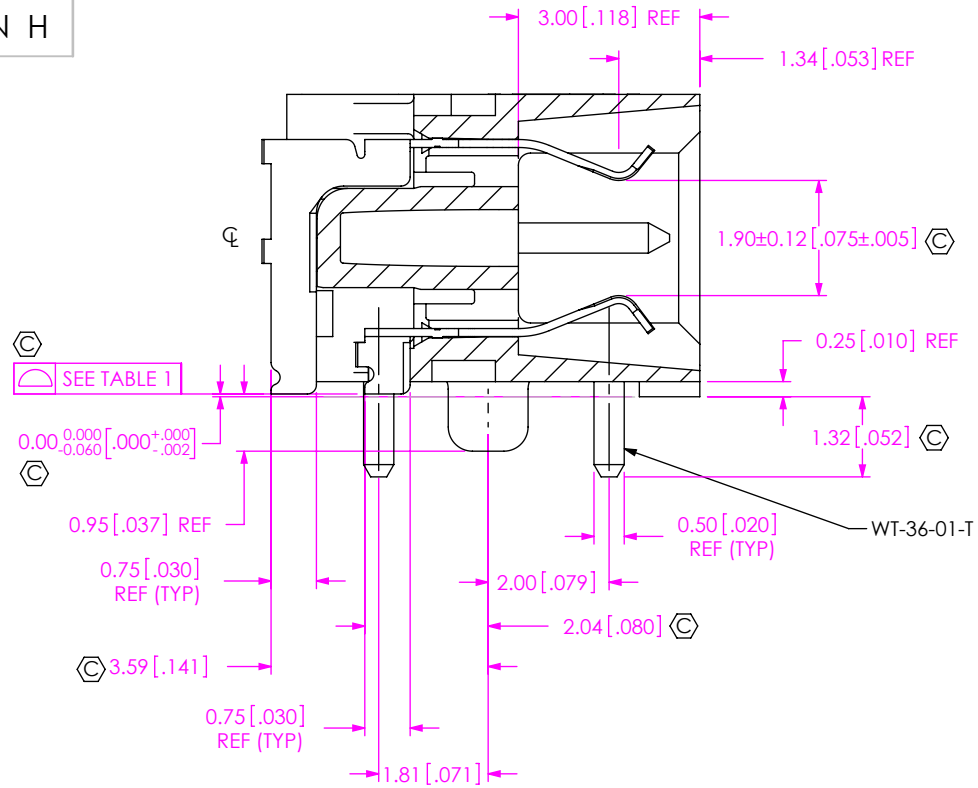 N H
3.00[.118] REF
1.34[.053] REF
℄
1.90±0.12[.075±.005] C
C
SEE TABLE 1
0.25[.010] REF
0.00 0.000 -0.060 [.000 +.000 -.002]
C
1.32[.052] C
0.95[.037] REF
0.50[.020]
REF (TYP)
WT-36-01-T
0.75[.030]
REF (TYP)
2.00[.079]
2.04[.080] C
C 3.59[.141]
0.75[.030]
REF (TYP)
1.81[.071]